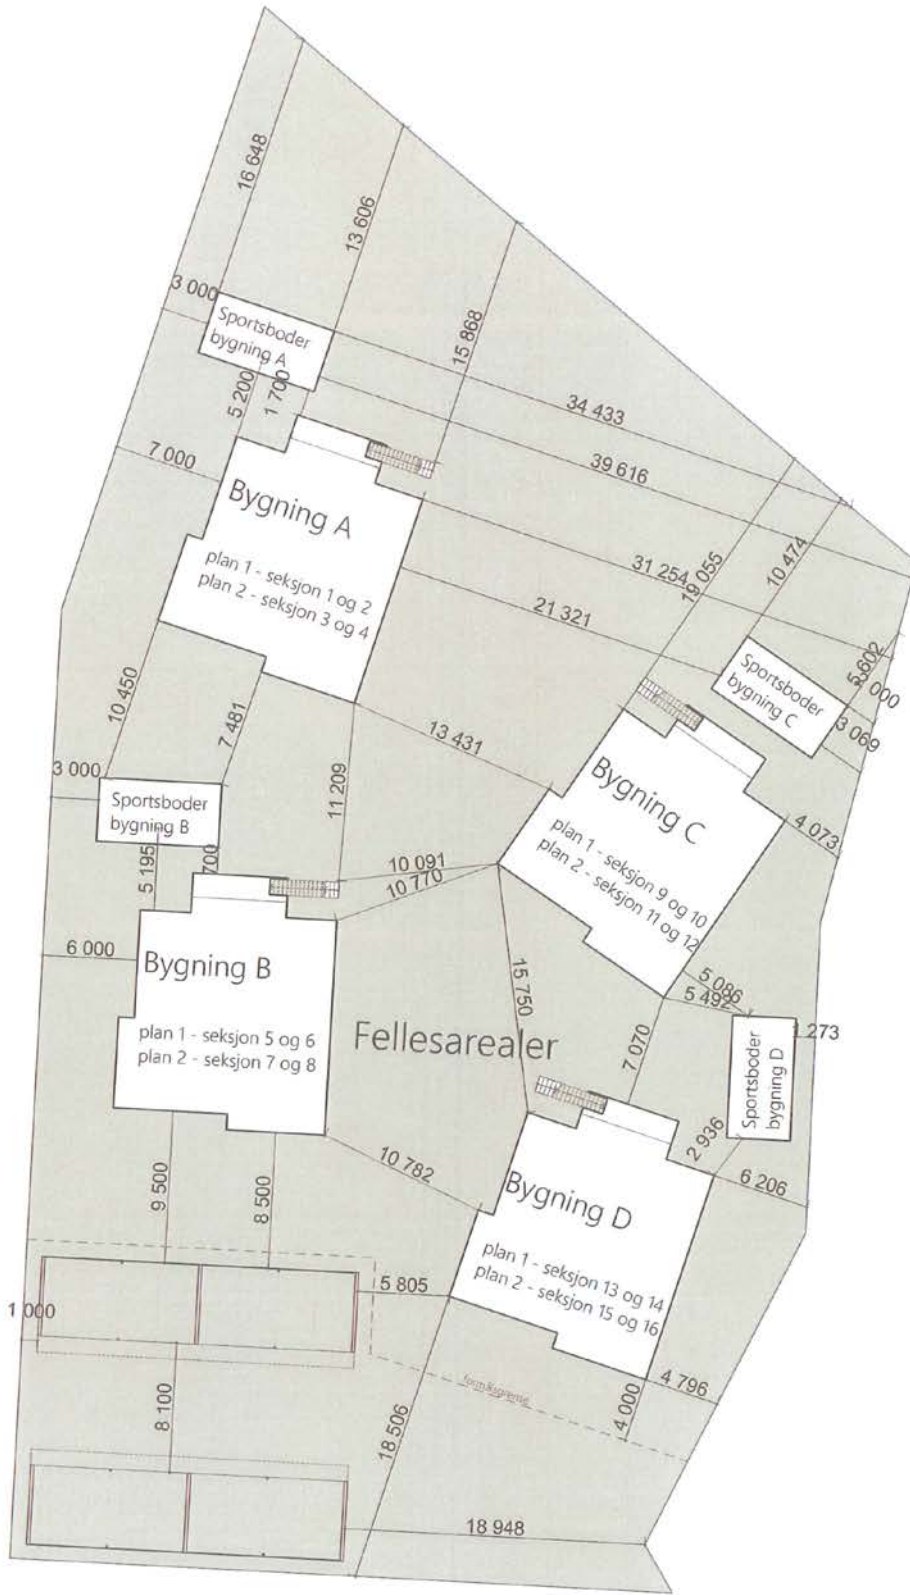 16 648
13 606
3 000
Sportsboder
bygning A
15 868
5 200
1 700
34 433
7 000
39 616
Bygning A
plan 1 - seksjon 1 og 2
plan 2 - seksjon 3 og 4
31 254
19 055
10 474
21 321
5 602
000
Sportsboder
bygning C
3 069
10 450
7 481
13 431
11 209
3 000
Sportsboder
bygning B
Bygning C
plan 1 - seksjon 9 og 10
plan 2 - seksjon 11 og 12
4 073
5 195
700
10 091
10 770
6 000
Bygning B
plan 1 - seksjon 5 og 6
plan 2 - seksjon 7 og 8
15 750
5 086
5 492
Fellesarealer
7 070
1 273
Sportsboder
bygning D
2 936
6 206
10 782
9 500
8 500
Bygning D
plan 1 - seksjon 13 og 14
plan 2 - seksjon 15 og 16
5 805
1 000
4 796
4 000
8 100
18 506
18 948